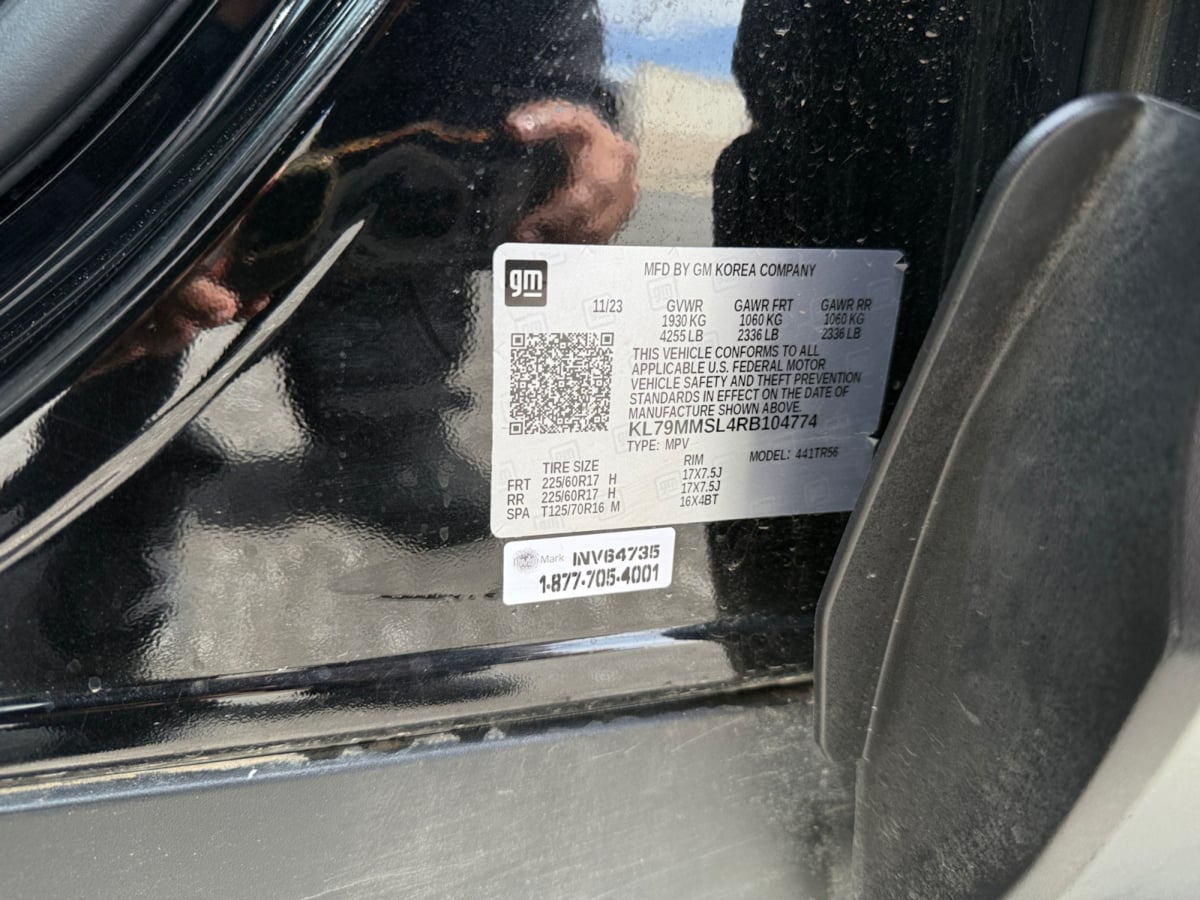 gm
MFD BY GM KOREA COMPANY
11/23 GVWR GAWR FRT GAWR RR
1930 KG 1060 KG 1060 KG
4255 LB 2336 LB 2336 LB
THIS VEHICLE CONFORMS TO ALL
APPLICABLE U.S. FEDERAL MOTOR
VEHICLE SAFETY AND THEFT PREVENTION
STANDARDS IN EFFECT ON THE DATE OF
MANUFACTURE SHOWN ABOVE.
KL79MMSL4RB104774
TYPE: MPV MODEL: 441TR56
TIRE SIZE RIM
FRT 225/60R17 H 17X7.5J
RR 225/60R17 H 17X7.5J
SPA T125/70R16 M 16X4BT
Mark INV64735
1-877-705-4001